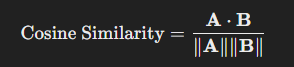 Cosine Similarity = A · B / ‖A‖‖B‖